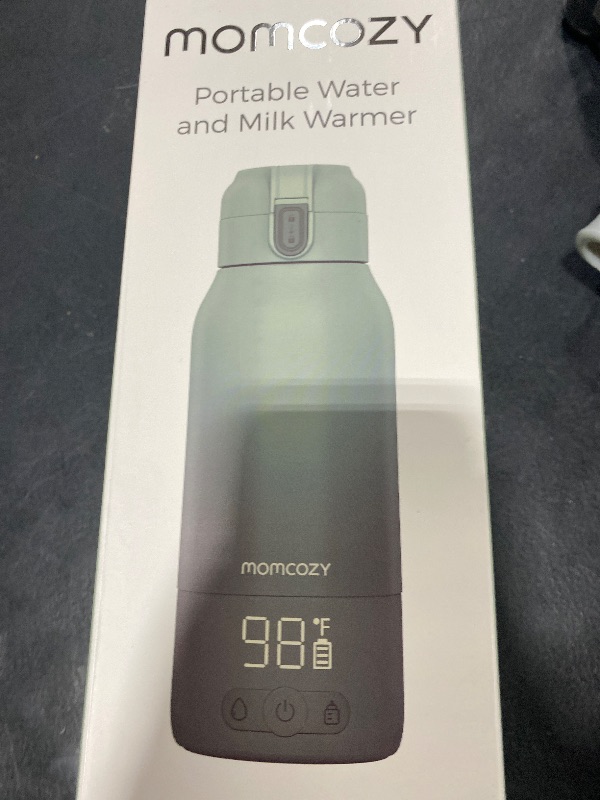 momcozy
Portable Water
and Milk Warmer
momcozy
98°F